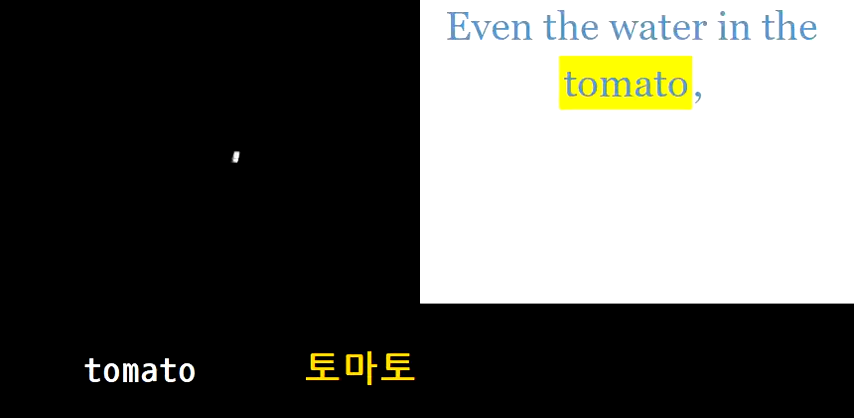 Even the water in the
tomato,
tomato 토마토